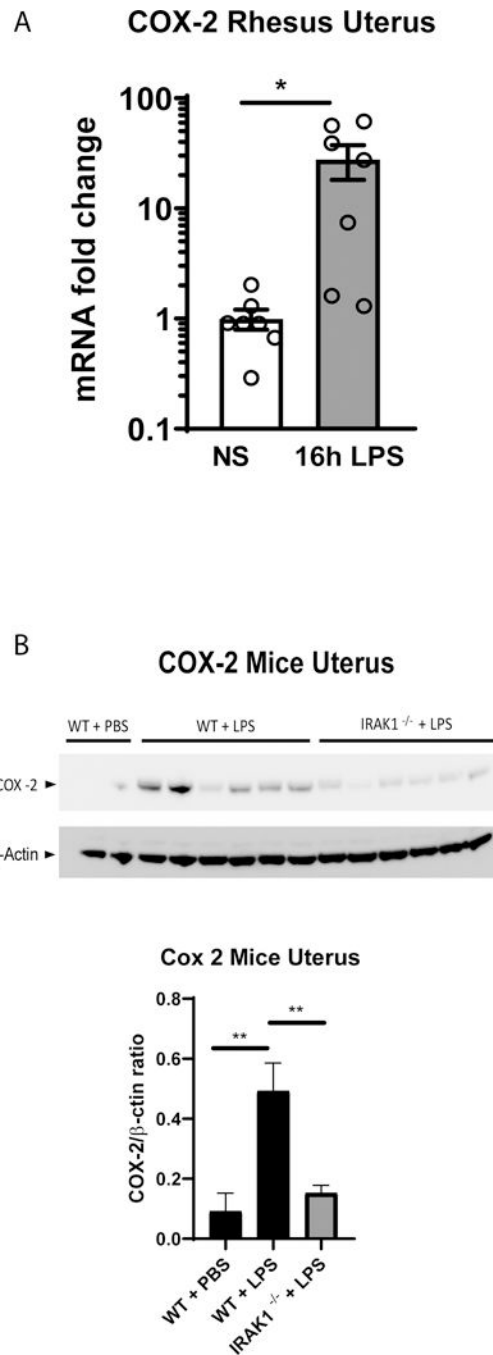 A
COX-2 Rhesus Uterus
*
mRNA fold change
100
10
1
0.1
NS
16h LPS
B
COX-2 Mice Uterus
WT + PBS
WT + LPS
IRAK1 -/- + LPS
COX -2
-Actin
Cox 2 Mice Uterus
**
**
COX-2/β-ctin ratio
0.8
0.6
0.4
0.2
0.0
WT + PBS
WT + LPS
IRAK1 -/- + LPS